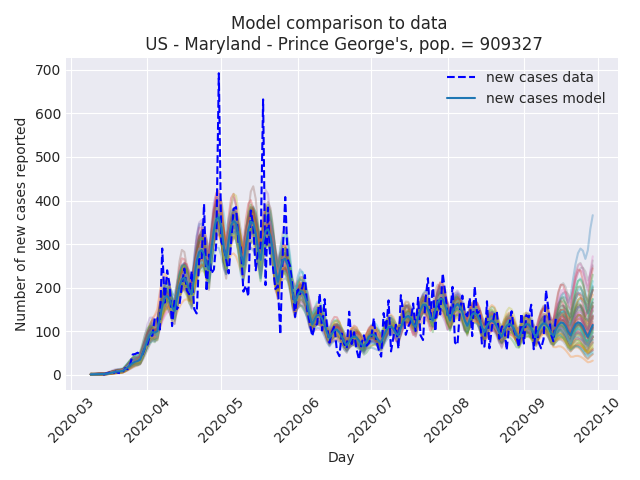 Model comparison to data
US - Maryland - Prince George's, pop. = 909327
new cases data
new cases model
Number of new cases reported
700
600
500
400
300
200
100
0
2020-03
2020-04
2020-05
2020-06
2020-07
2020-08
2020-09
2020-10
Day